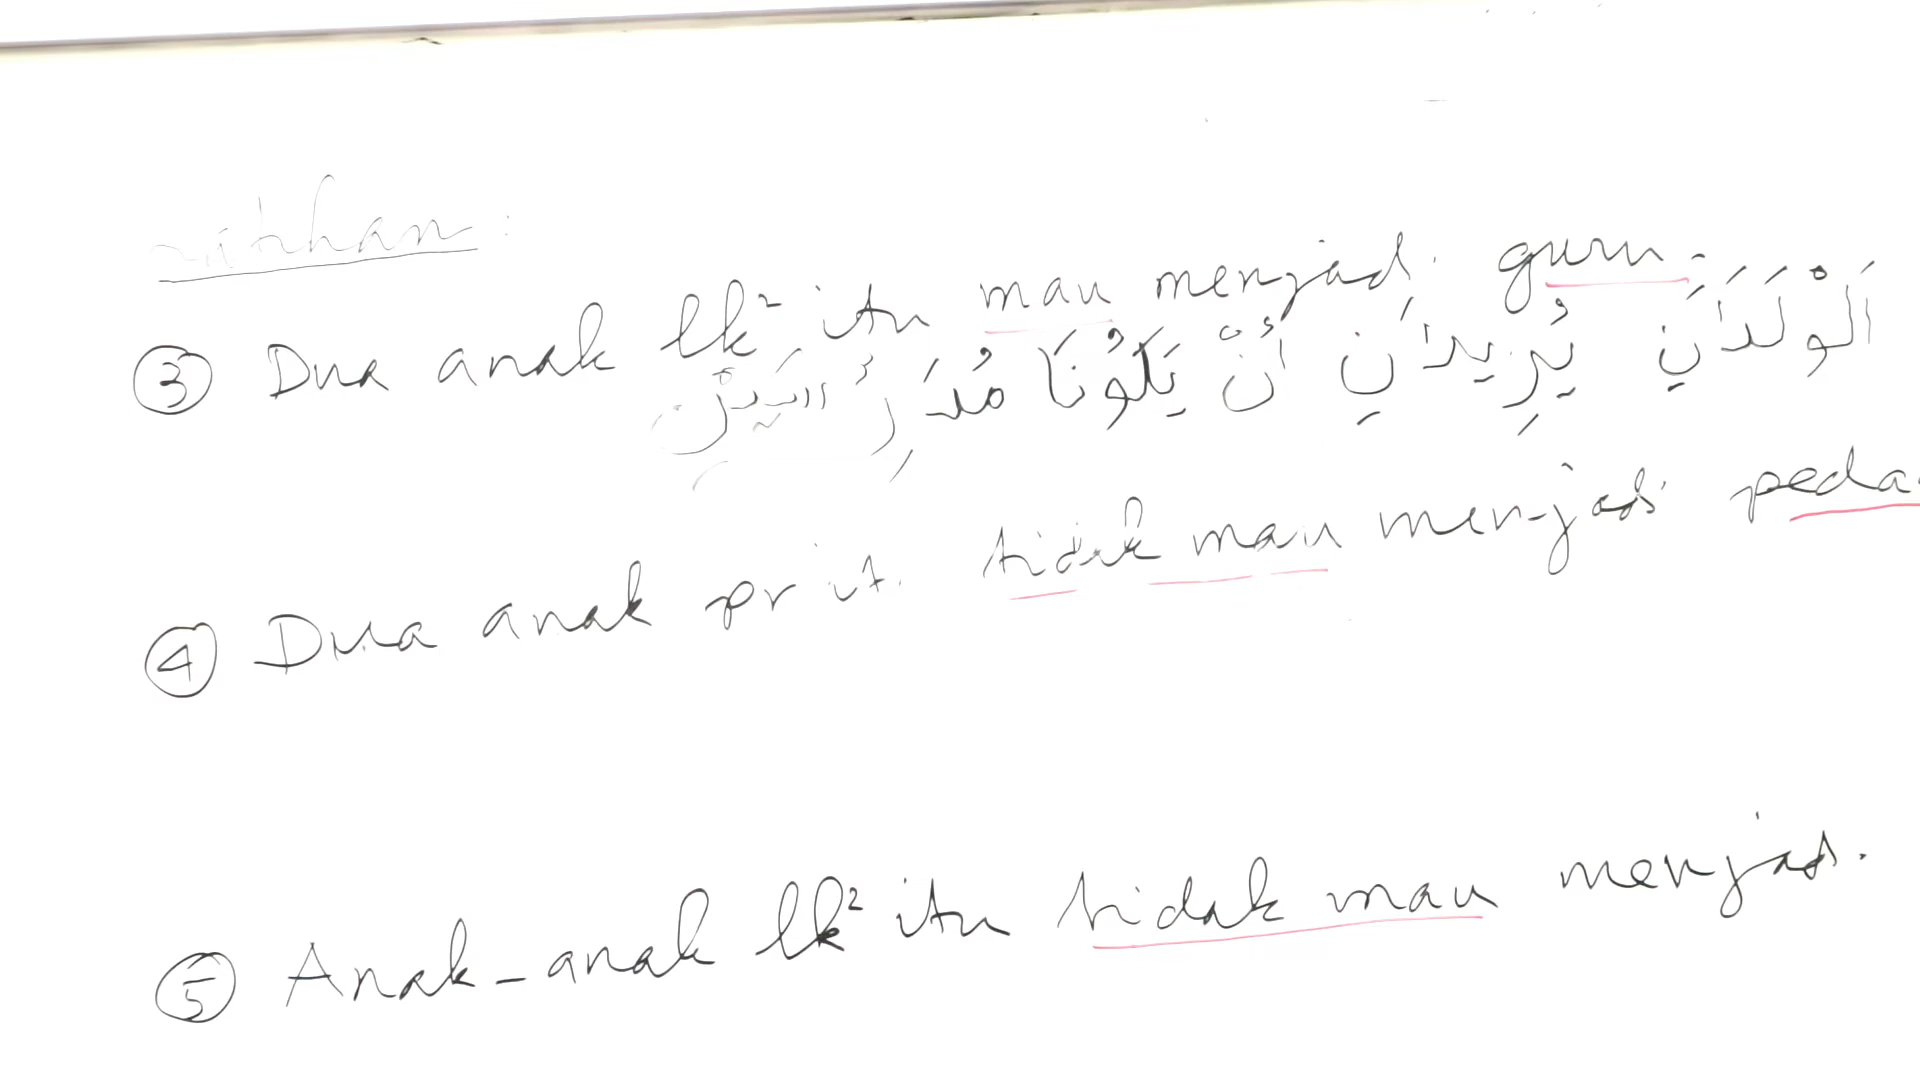 Latihan:
③ Dua anak lk² itu mau menjadi guru.
اَلْوَلَدَانِ يُرِيدَانِ أَنْ يَكُونَا مُدَرِّسَيْنِ
④ Dua anak pr it. tidak mau menjadi peda
⑤ Anak-anak lk² itu tidak mau menjadi